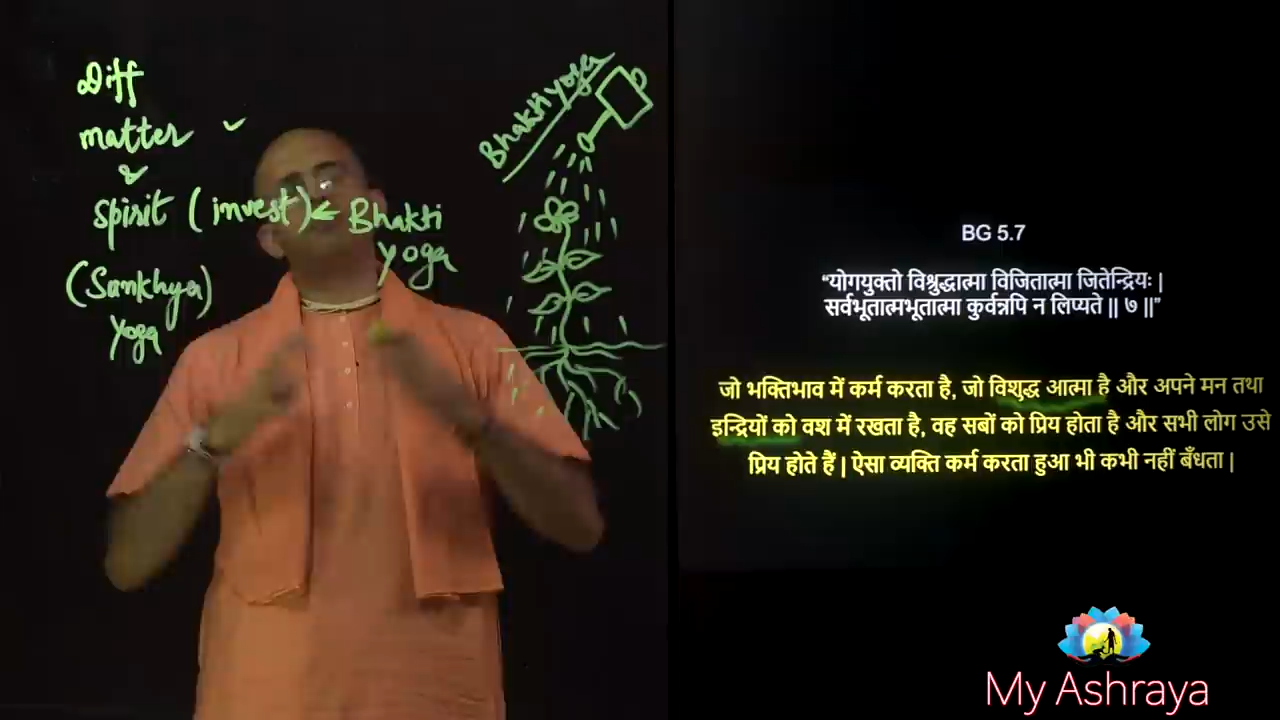 Diff
matter
&
spirit (invest) ← Bhakti
yoga
(Sankhya)
yoga
Bhakti yoga
BG 5.7
“योगयुक्तो विश्रुद्धात्मा विजितात्मा जितेन्द्रियः |
सर्वभूतात्मभूतात्मा कुर्वन्नपि न लिप्यते || ७ ||”
जो भक्तिभाव में कर्म करता है, जो विशुद्ध आत्मा है और अपने मन तथा
इन्द्रियों को वश में रखता है, वह सबों को प्रिय होता है और सभी लोग उसे
प्रिय होते हैं | ऐसा व्यक्ति कर्म करता हुआ भी कभी नहीं बँधता |
My Ashraya